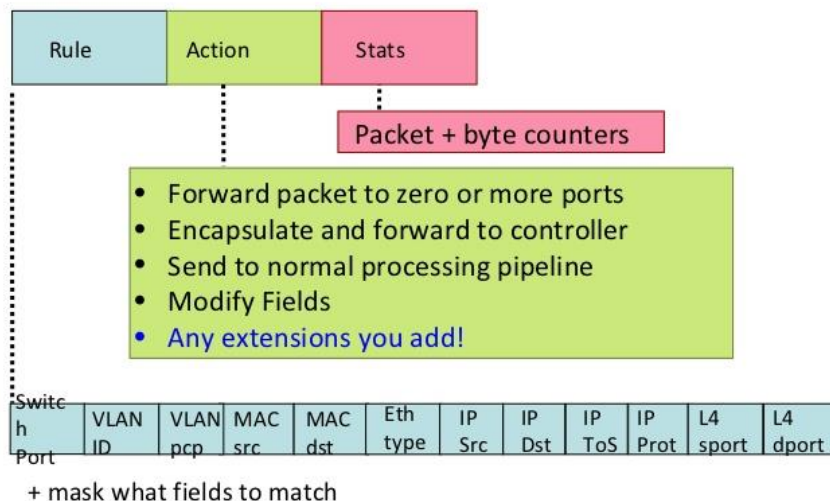 Rule Action Stats
Packet + byte counters
• Forward packet to zero or more ports
• Encapsulate and forward to controller
• Send to normal processing pipeline
• Modify Fields
• Any extensions you add!
Switc
h
Port
VLAN
ID
VLAN
pcp
MAC
src
MAC
dst
Eth
type
IP
Src
IP
Dst
IP
ToS
IP
Prot
L4
sport
L4
dport
+ mask what fields to match